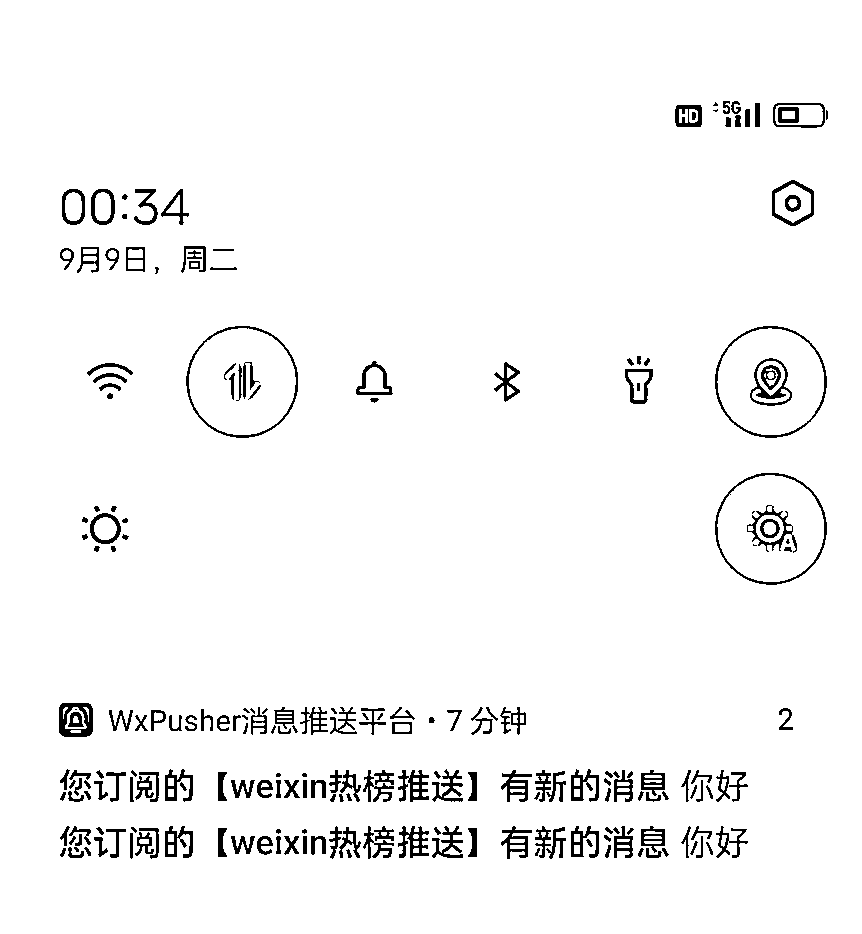 HD 5G
00:34
9月9日，周二
WxPusher消息推送平台・7 分钟 2
您订阅的【weixin热榜推送】有新的消息 你好
您订阅的【weixin热榜推送】有新的消息 你好